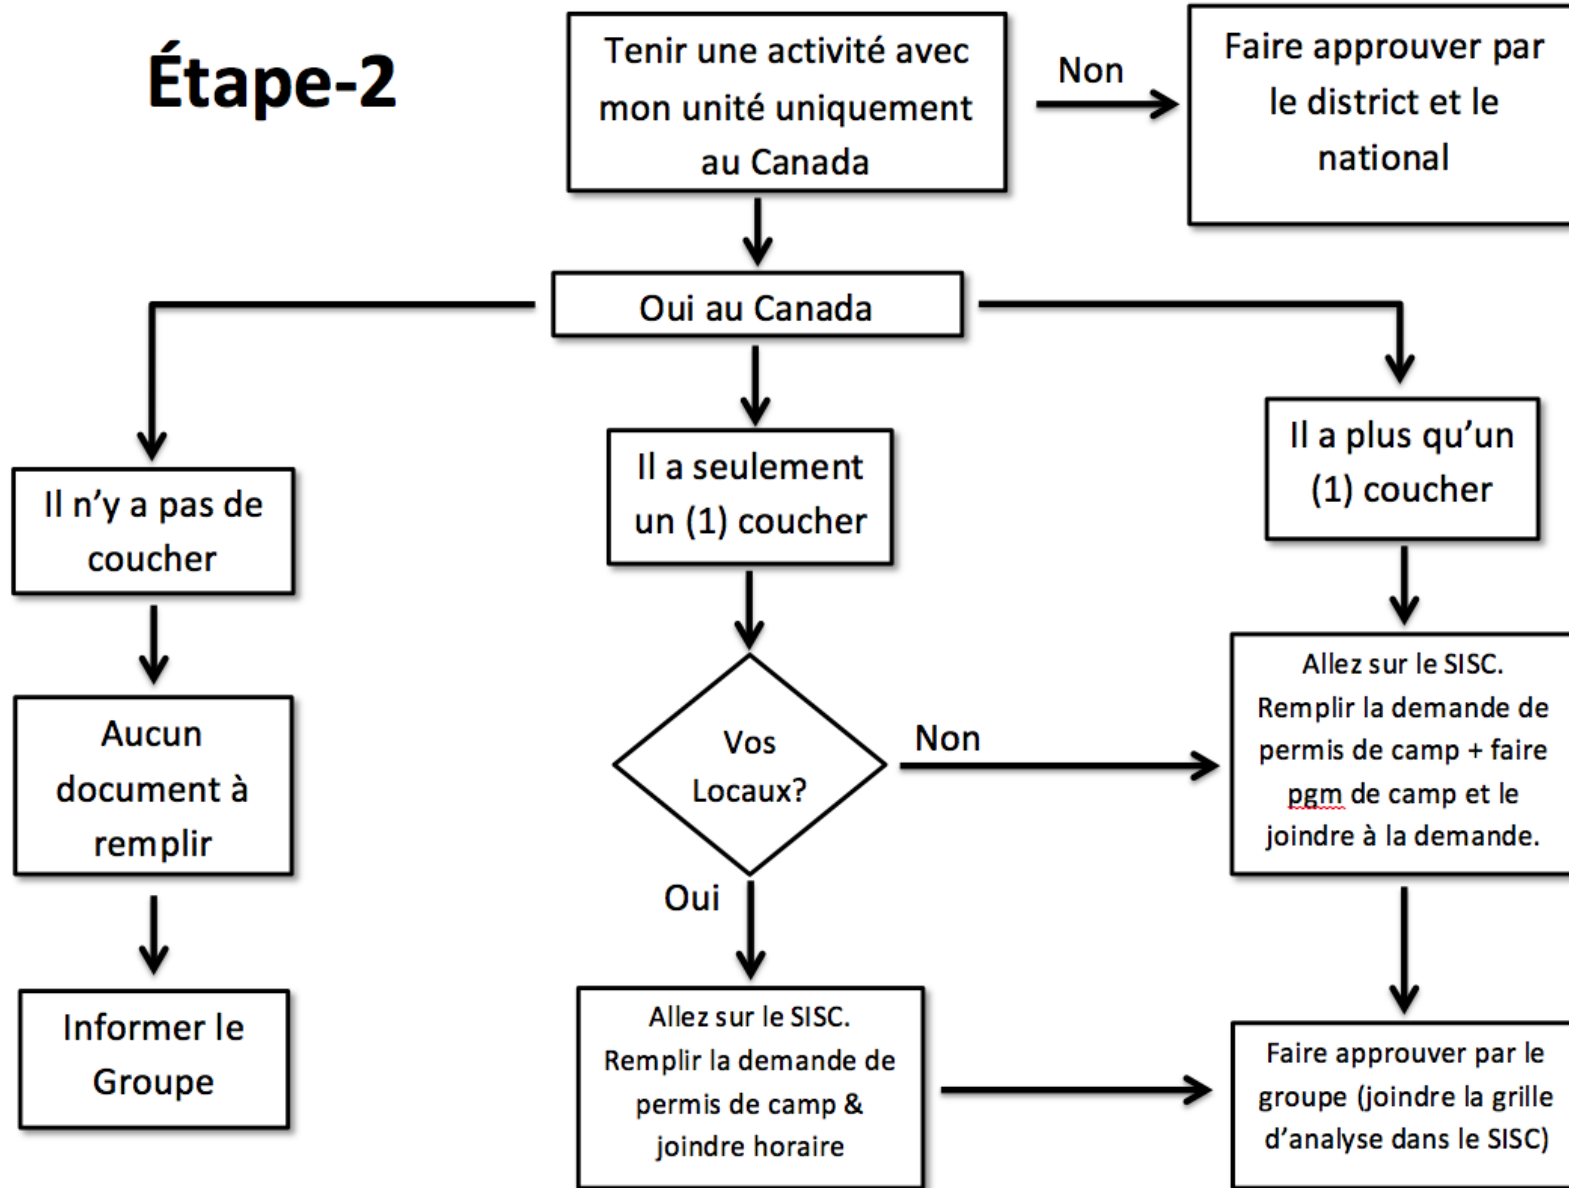 Étape-2
Tenir une activité avec
mon unité uniquement
au Canada
Non
Faire approuver par
le district et le
national
Oui au Canada
Il n’y a pas de
coucher
Il a seulement
un (1) coucher
Il a plus qu’un
(1) coucher
Aucun
document à
remplir
Vos
Locaux?
Non
Oui
Allez sur le SISC.
Remplir la demande de
permis de camp + faire
pgm de camp et le
joindre à la demande.
Informer le
Groupe
Allez sur le SISC.
Remplir la demande de
permis de camp &
joindre horaire
Faire approuver par le
groupe (joindre la grille
d’analyse dans le SISC)